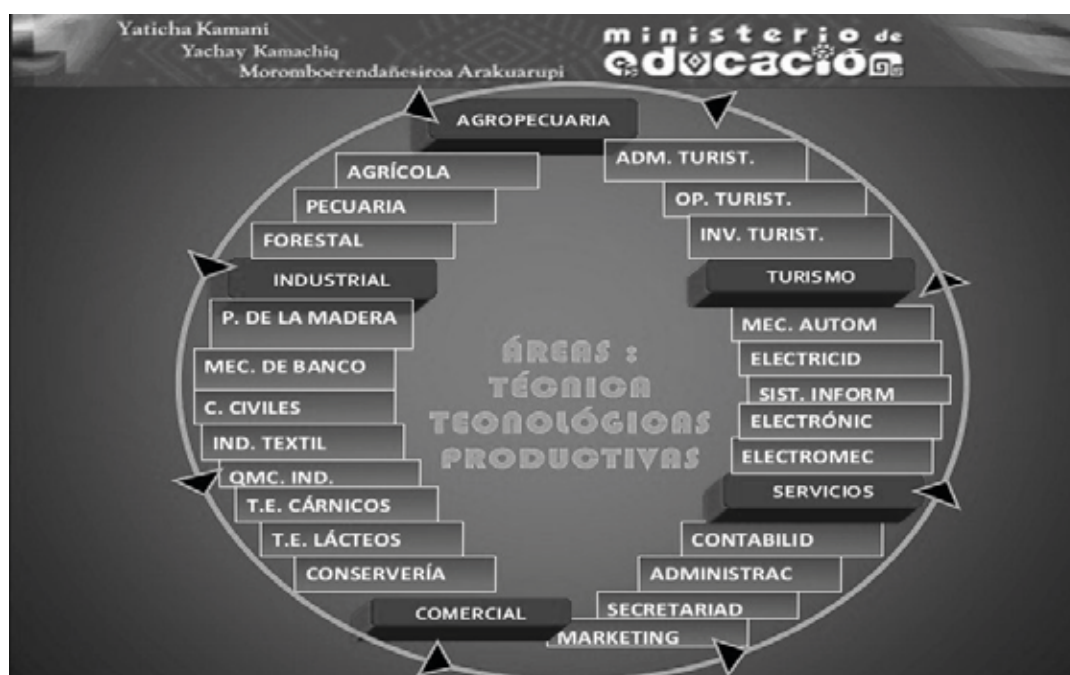 Yaticha Kamani
Yachay Kamachiq
Moromboerendañesiroa Arakuarupi
ministerio de
educación
AGROPECUARIA
AGRÍCOLA
PECUARIA
FORESTAL
INDUSTRIAL
P. DE LA MADERA
MEC. DE BANCO
C. CIVILES
IND. TEXTIL
QMC. IND.
T.E. CÁRNICOS
T.E. LÁCTEOS
CONSERVERÍA
COMERCIAL
ÁREAS :
TÉCNICA
TECNOLÓGICAS
PRODUCTIVAS
ADM. TURIST.
OP. TURIST.
INV. TURIST.
TURISMO
MEC. AUTOM
ELECTRICID
SIST. INFORM
ELECTRÓNIC
ELECTROMEC
SERVICIOS
CONTABILID
ADMINISTRAC
SECRETARIAD
MARKETING